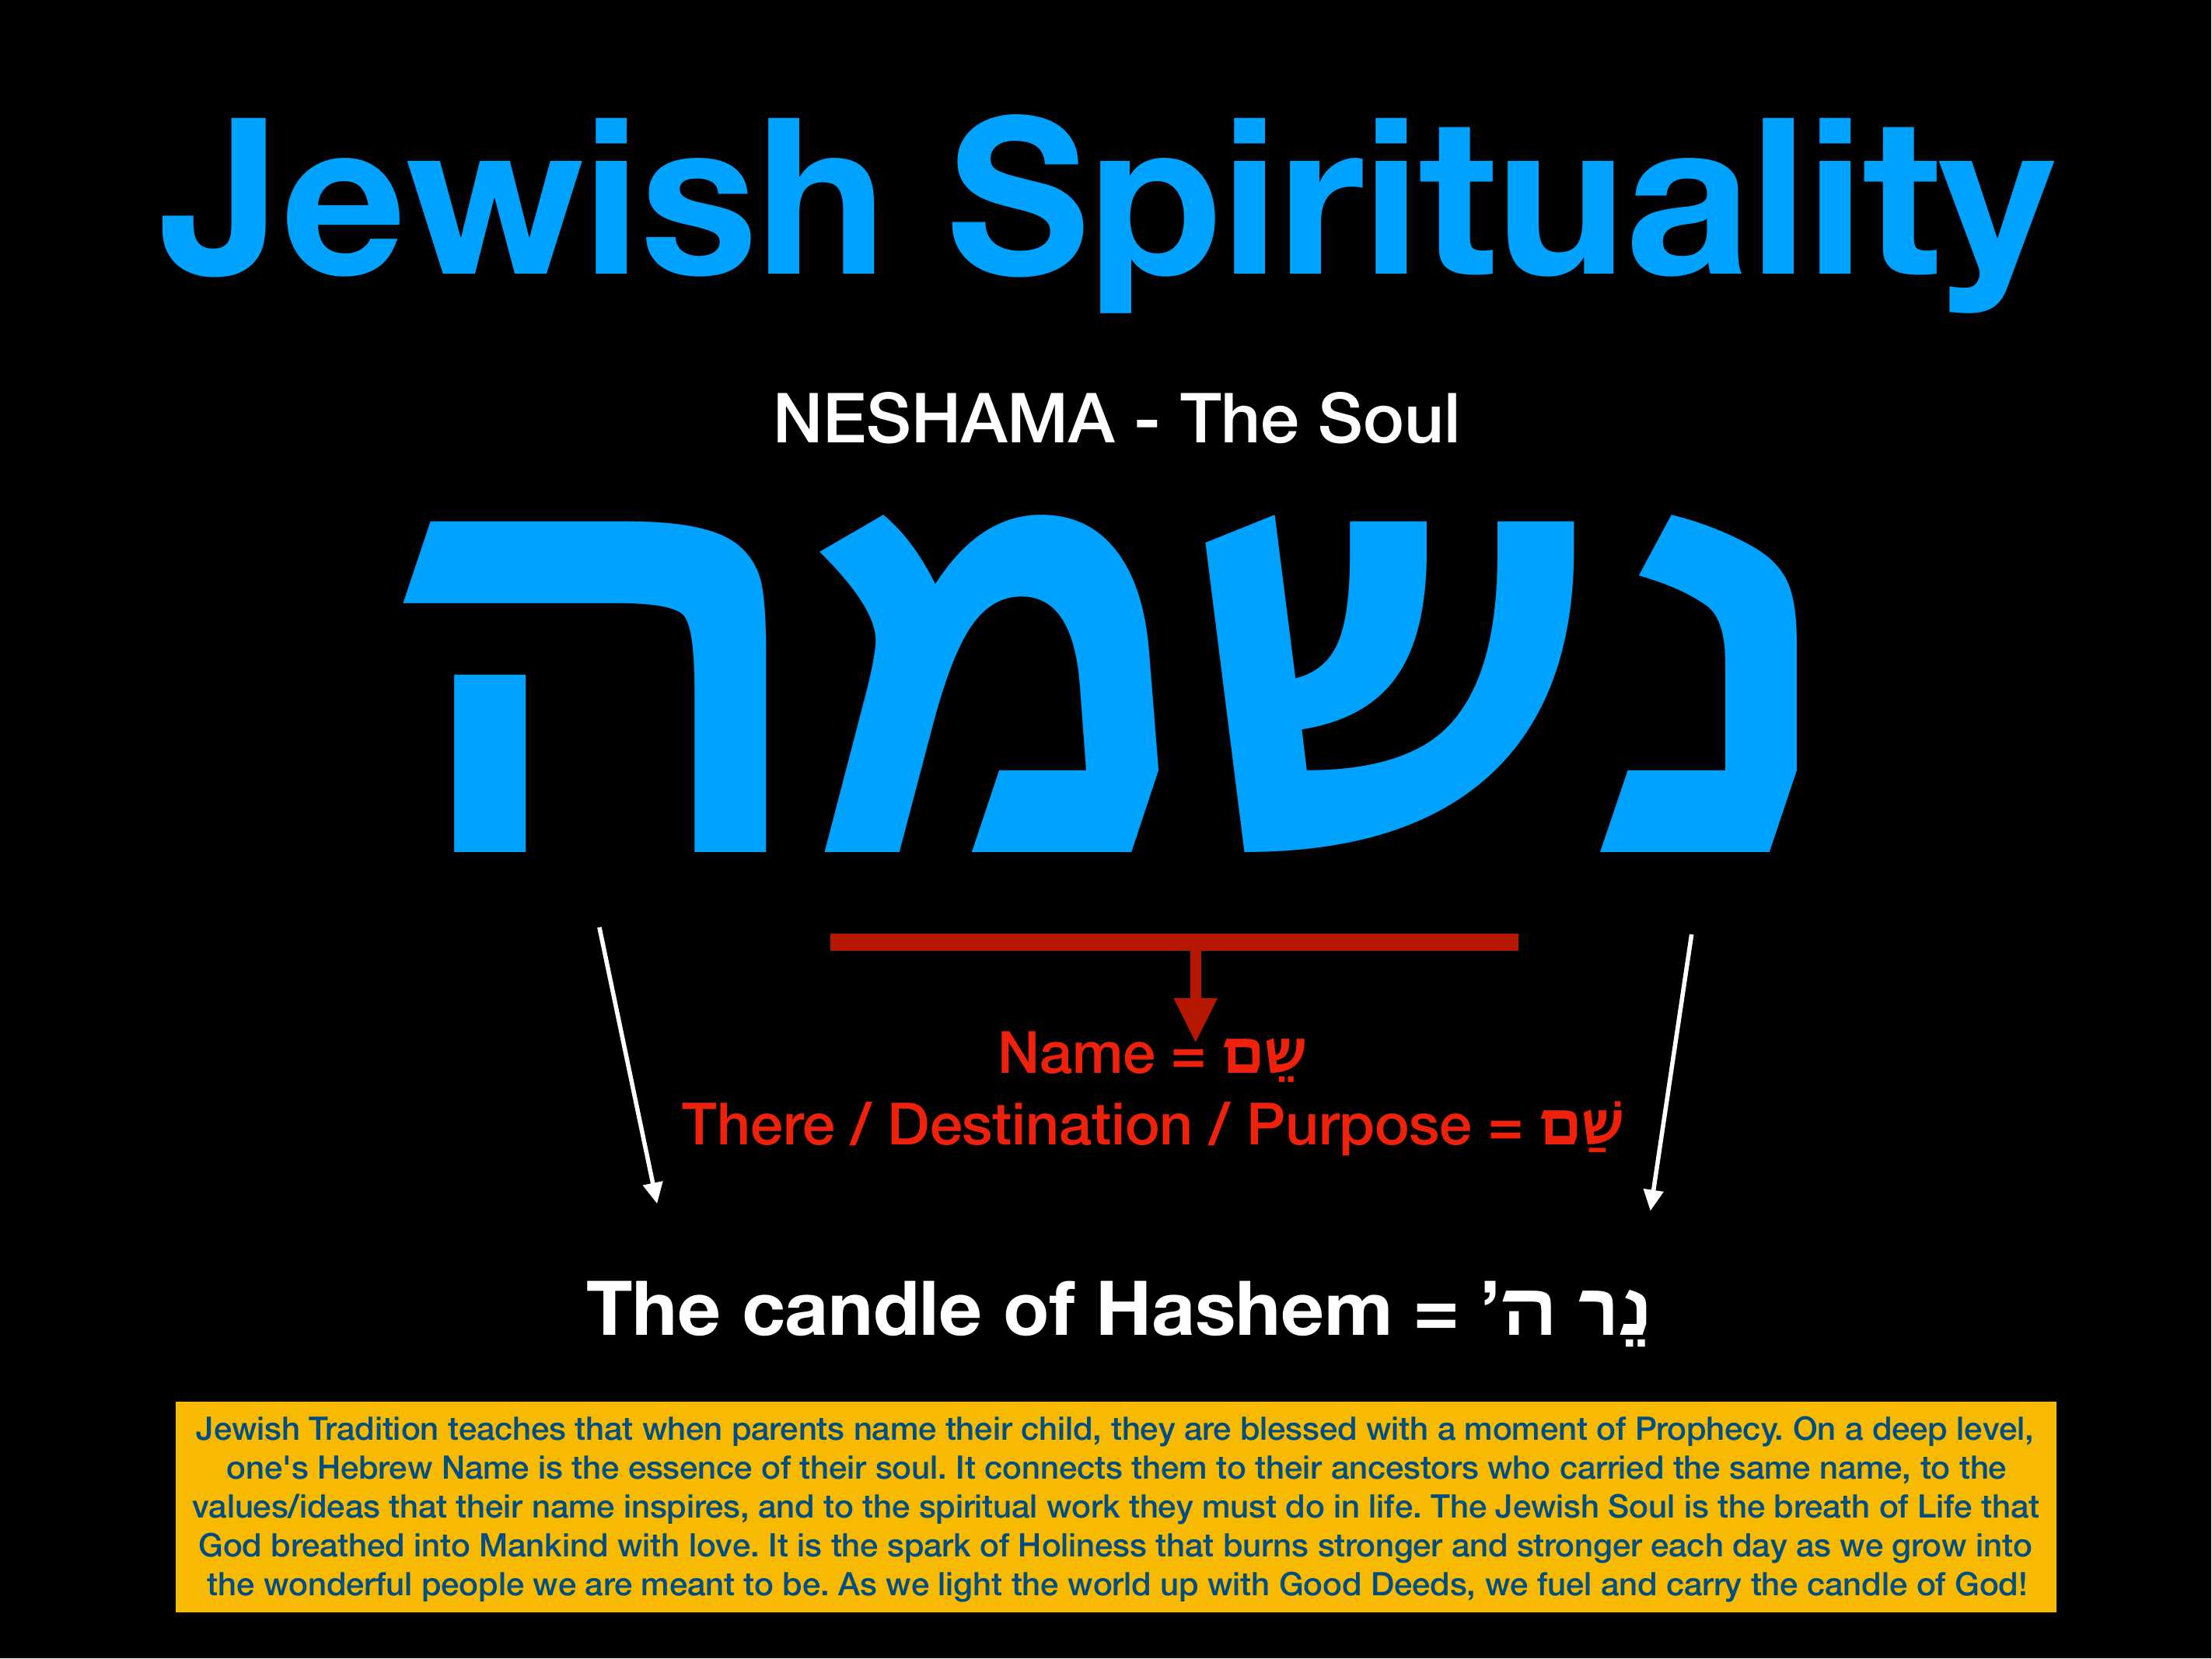 Jewish Spirituality
NESHAMA - The Soul
נשמה
Name = שֵם
There / Destination / Purpose = שַׁם
The candle of Hashem = נֵר ה’
Jewish Tradition teaches that when parents name their child, they are blessed with a moment of Prophecy. On a deep level,
one's Hebrew Name is the essence of their soul. It connects them to their ancestors who carried the same name, to the
values/ideas that their name inspires, and to the spiritual work they must do in life. The Jewish Soul is the breath of Life that
God breathed into Mankind with love. It is the spark of Holiness that burns stronger and stronger each day as we grow into
the wonderful people we are meant to be. As we light the world up with Good Deeds, we fuel and carry the candle of God!